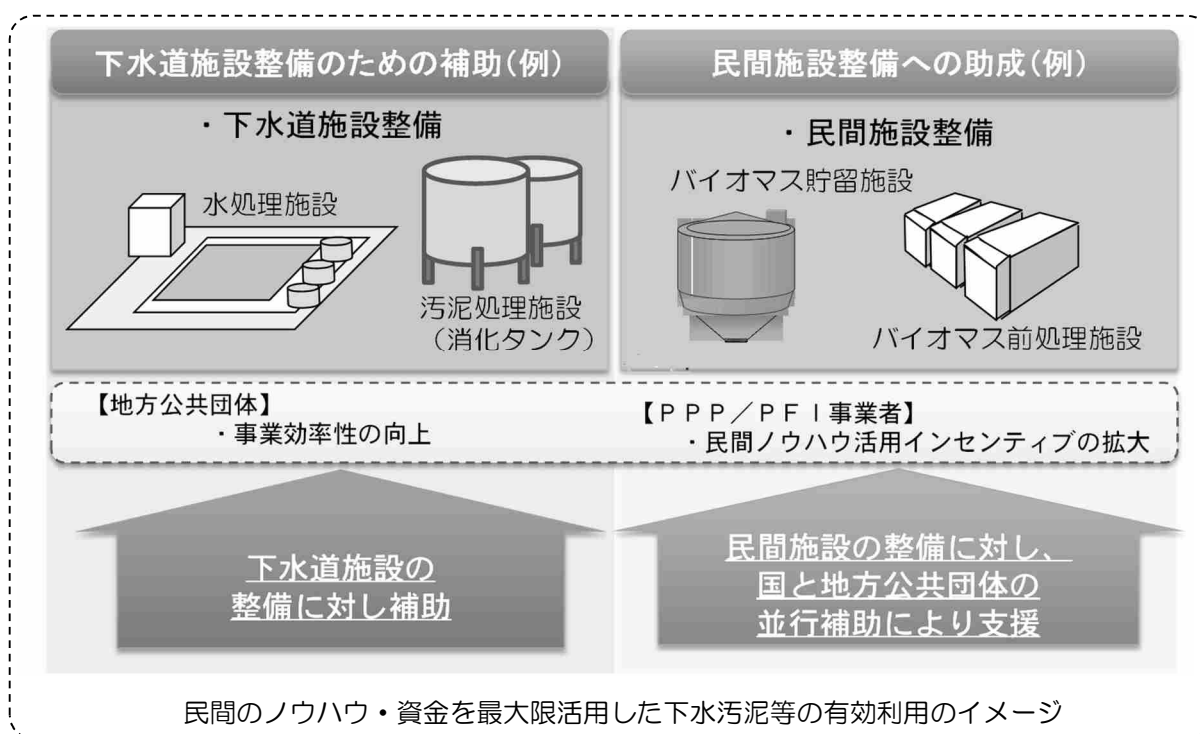 下水道施設整備のための補助(例)
・下水道施設整備
水処理施設
汚泥処理施設
(消化タンク)
民間施設整備への助成(例)
・民間施設整備
バイオマス貯留施設
バイオマス前処理施設
【地方公共団体】
・事業効率性の向上
【PPP/PFI事業者】
・民間ノウハウ活用インセンティブの拡大
下水道施設の
整備に対し補助
民間施設の整備に対し、
国と地方公共団体の
並行補助により支援
民間のノウハウ・資金を最大限活用した下水汚泥等の有効利用のイメージ